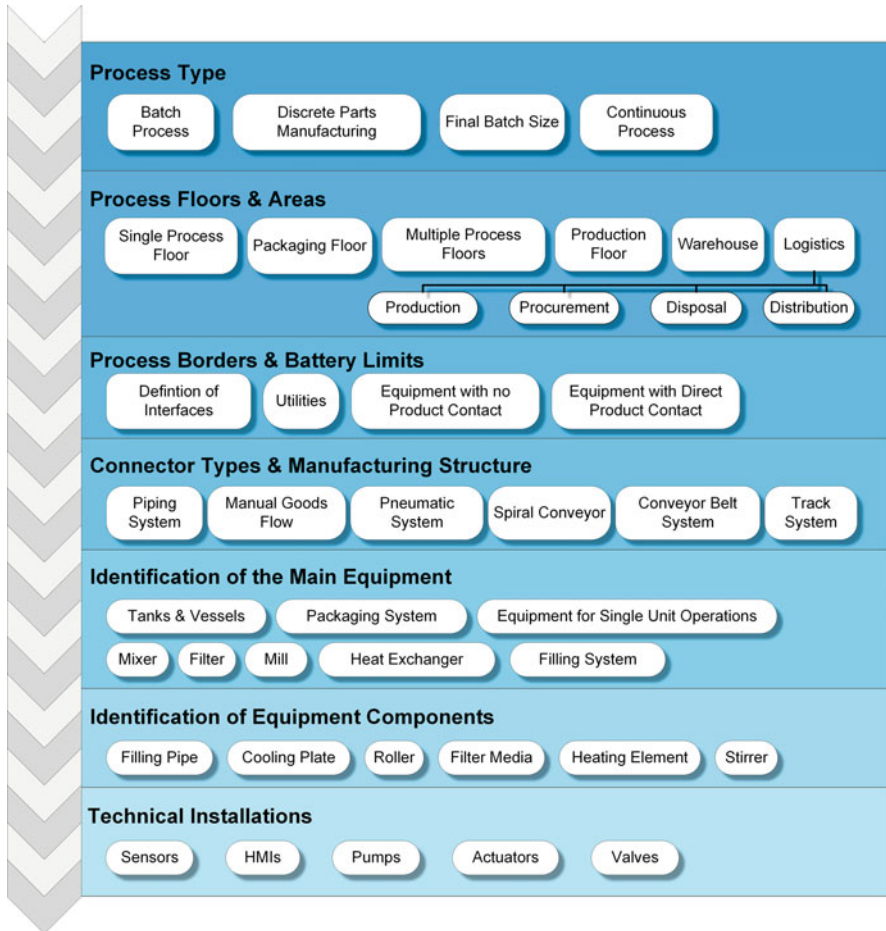 Process Type
Batch
Process
Discrete Parts
Manufacturing
Final Batch Size
Continuous
Process
Process Floors & Areas
Single Process
Floor
Packaging Floor
Multiple Process
Floors
Production
Floor
Warehouse
Logistics
Production
Procurement
Disposal
Distribution
Process Borders & Battery Limits
Defintion of
Interfaces
Utilities
Equipment with no
Product Contact
Equipment with Direct
Product Contact
Connector Types & Manufacturing Structure
Piping
System
Manual Goods
Flow
Pneumatic
System
Spiral Conveyor
Conveyor Belt
System
Track
System
Identification of the Main Equipment
Tanks & Vessels
Packaging System
Equipment for Single Unit Operations
Mixer
Filter
Mill
Heat Exchanger
Filling System
Identification of Equipment Components
Filling Pipe
Cooling Plate
Roller
Filter Media
Heating Element
Stirrer
Technical Installations
Sensors
HMIs
Pumps
Actuators
Valves